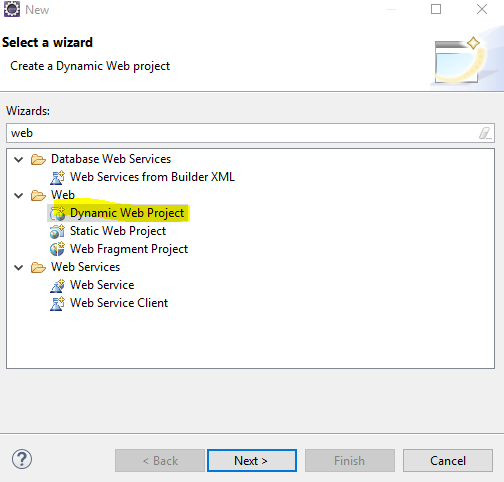 New
Select a wizard
Create a Dynamic Web project
Wizards:
web
Database Web Services
Web Services from Builder XML
Web
Dynamic Web Project
Static Web Project
Web Fragment Project
Web Services
Web Service
Web Service Client
?
< Back
Next >
Finish
Cancel